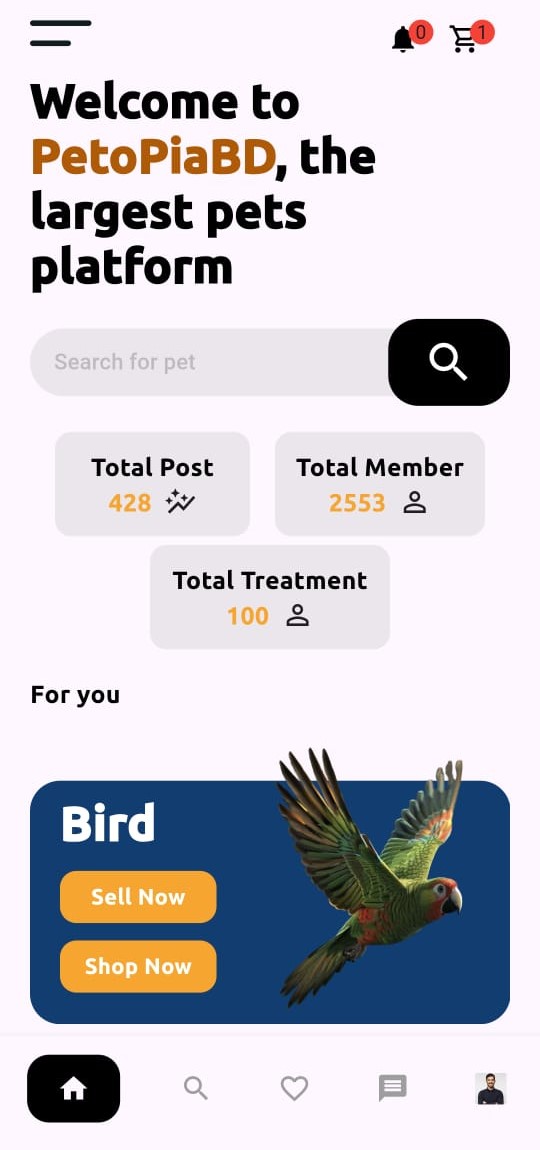 0
1
Welcome to
PetoPiaBD, the
largest pets
platform
Search for pet
Total Post
428
Total Member
2553
Total Treatment
100
For you
Bird
Sell Now
Shop Now